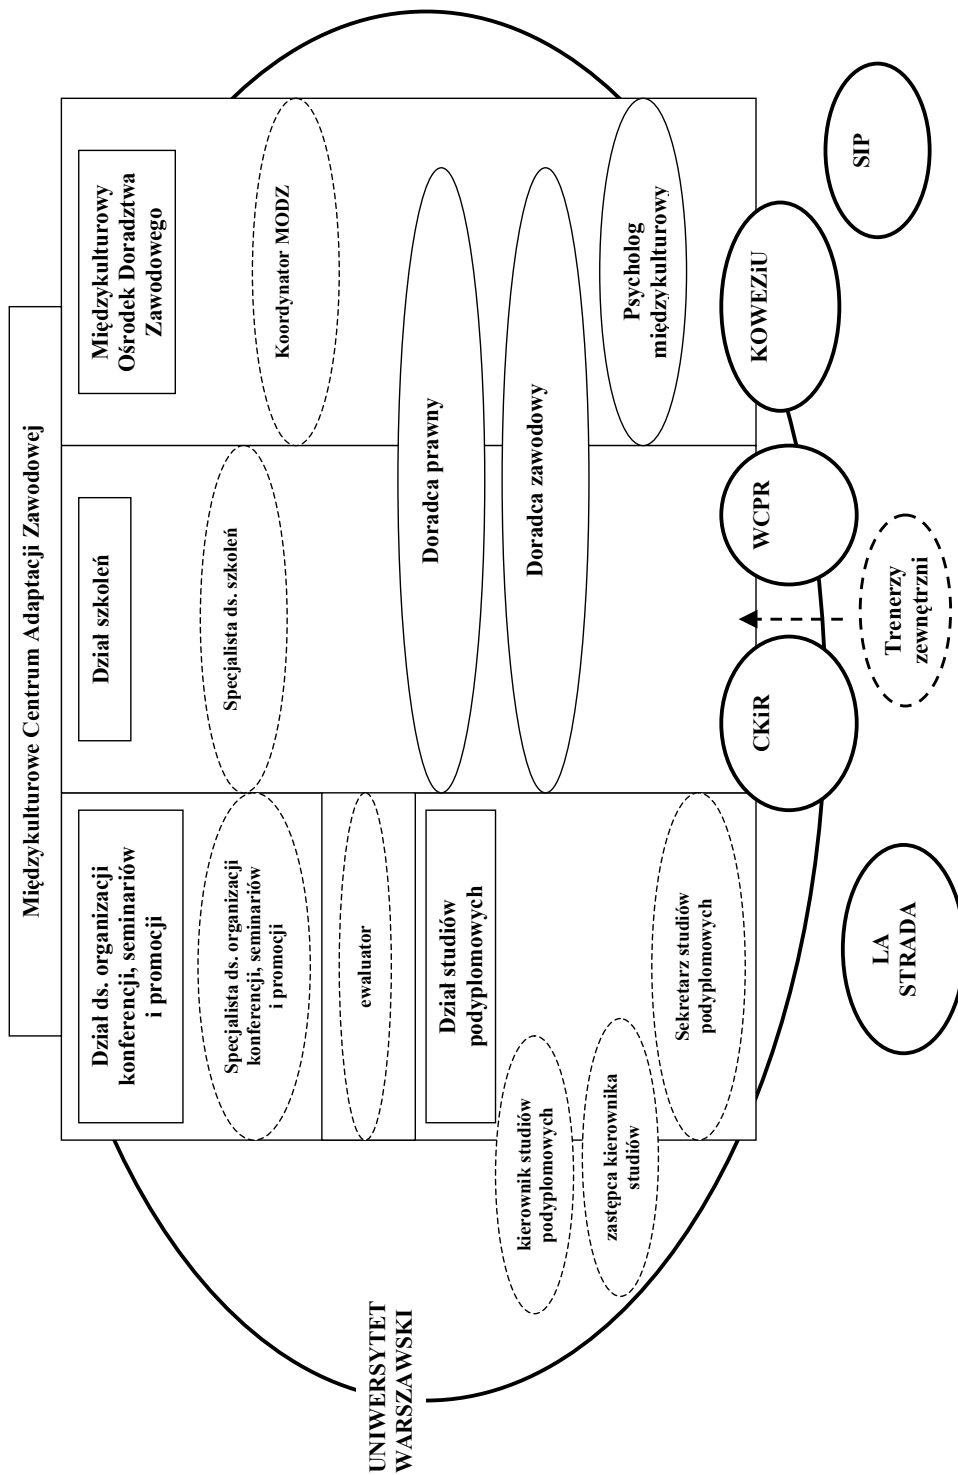 Międzykulturowe Centrum Adaptacji Zawodowej
Dział ds. organizacji
konferencji, seminariów
i promocji
Dział szkoleń
Międzykulturowy
Ośrodek Doradztwa
Zawodowego
Specjalista ds. organizacji
konferencji, seminariów
i promocji
Specjalista ds. szkoleń
Koordynator MODZ
ewaluator
UNIWERSYTET
WARSZAWSKI
Dział studiów
podyplomowych
Doradca prawny
kierownik studiów
podyplomowych
Doradca zawodowy
zastępca kierownika
studiów
Sekretarz studiów
podyplomowych
Psycholog
międzykulturowy
CKiR
WCPR
KOWEZiU
LA
STRADA
Trenerzy
zewnętrzni
SIP